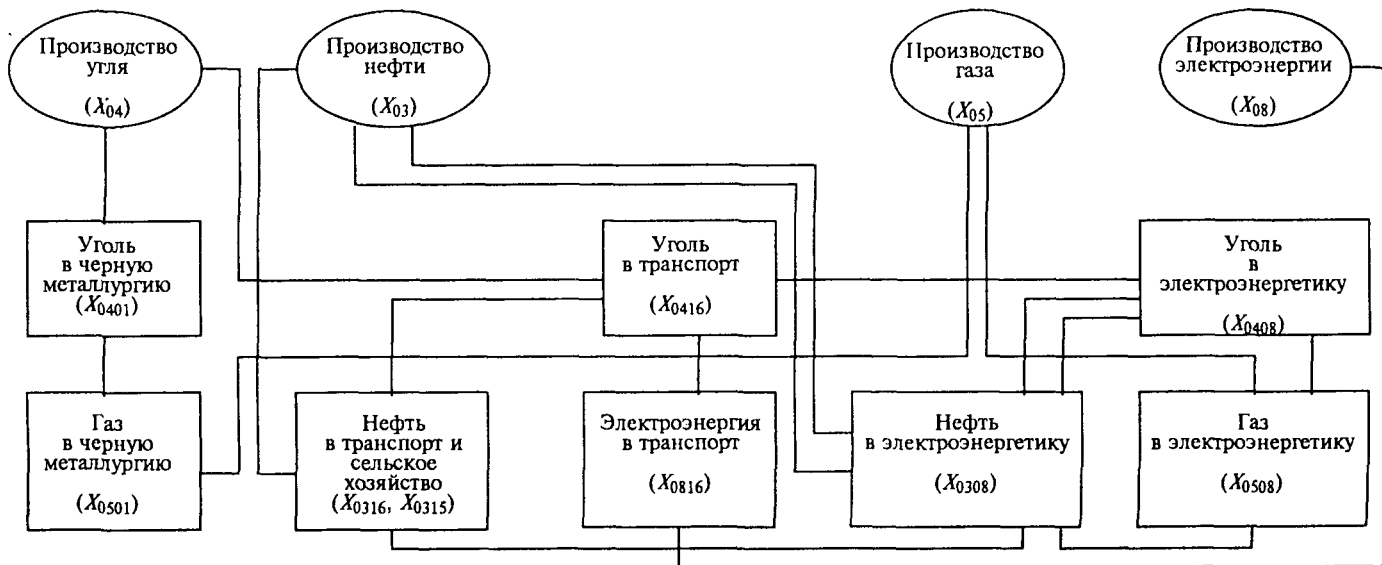 Производство
угля
(X04)
Производство
нефти
(X03)
Производство
газа
(X05)
Производство
электроэнергии
(X08)
Уголь
в черную
металлургию
(X0401)
Уголь
в транспорт
(X0416)
Уголь
в
электроэнергетику
(X0408)
Газ
в черную
металлургию
(X0501)
Нефть
в транспорт и
сельское
хозяйство
(X0316, X0315)
Электроэнергия
в транспорт
(X0816)
Нефть
в электроэнергетику
(X0308)
Газ
в электроэнергетику
(X0508)